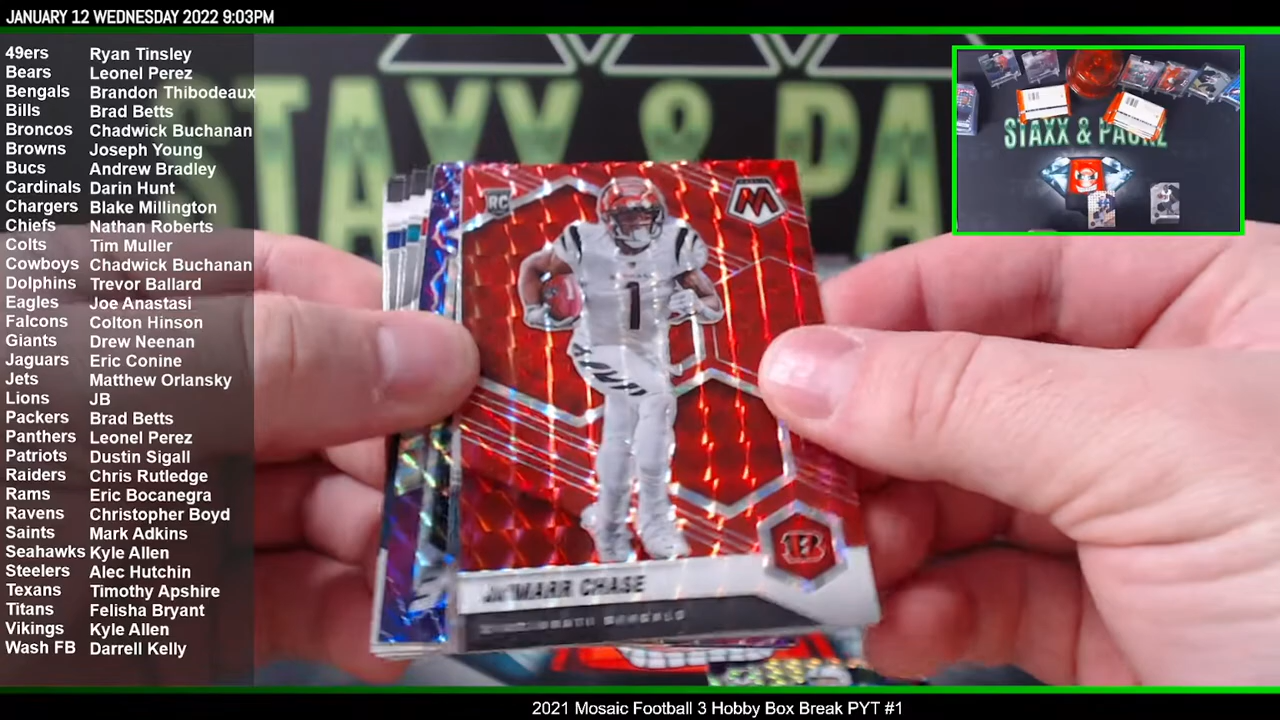 JANUARY 12 WEDNESDAY 2022 9:03PM
49ers Ryan Tinsley
Bears Leonel Perez
Bengals Brandon Thibodeaux
Bills Brad Betts
Broncos Chadwick Buchanan
Browns Joseph Young
Bucs Andrew Bradley
Cardinals Darin Hunt
Chargers Blake Millington
Chiefs Nathan Roberts
Colts Tim Muller
Cowboys Chadwick Buchanan
Dolphins Trevor Ballard
Eagles Joe Anastasi
Falcons Colton Hinson
Giants Drew Neenan
Jaguars Eric Conine
Jets Matthew Orlansky
Lions JB
Packers Brad Betts
Panthers Leonel Perez
Patriots Dustin Sigall
Raiders Chris Rutledge
Rams Eric Bocanegra
Ravens Christopher Boyd
Saints Mark Adkins
Seahawks Kyle Allen
Steelers Alec Hutchin
Texans Timothy Apshire
Titans Felisha Bryant
Vikings Kyle Allen
Wash FB Darrell Kelly
STAXX & PA
STAXX & PACKZ
RC
M
1
B
JA'MARR CHASE
BENGALS
2021 Mosaic Football 3 Hobby Box Break PYT #1